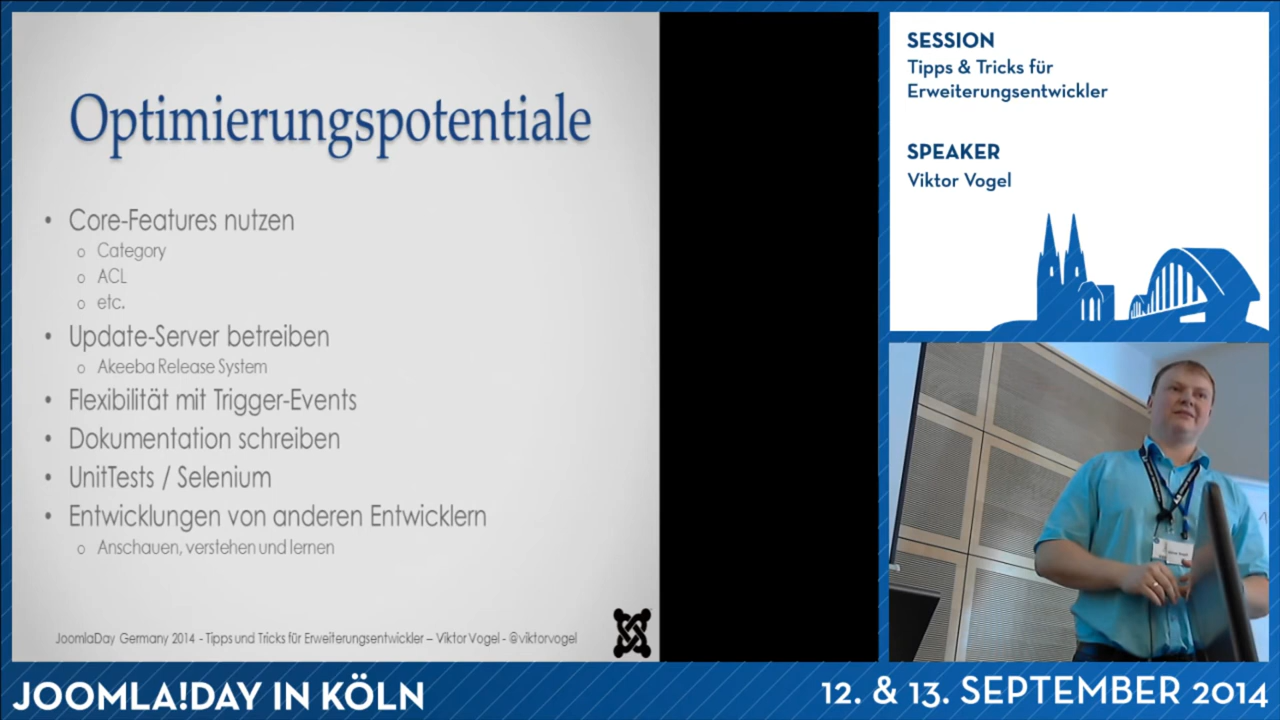 Optimierungspotentiale
• Core-Features nutzen
o Category
o ACL
o etc.
• Update-Server betreiben
o Akeeba Release System
• Flexibilität mit Trigger-Events
• Dokumentation schreiben
• UnitTests / Selenium
• Entwicklungen von anderen Entwicklern
o Anschauen, verstehen und lernen
JoomlaDay Germany 2014 - Tipps und Tricks für Erweiterungsentwickler – Viktor Vogel - @viktorvogel
SESSION
Tipps & Tricks für
Erweiterungsentwickler
SPEAKER
Viktor Vogel
JOOMLA!DAY IN KÖLN
12. & 13. SEPTEMBER 2014